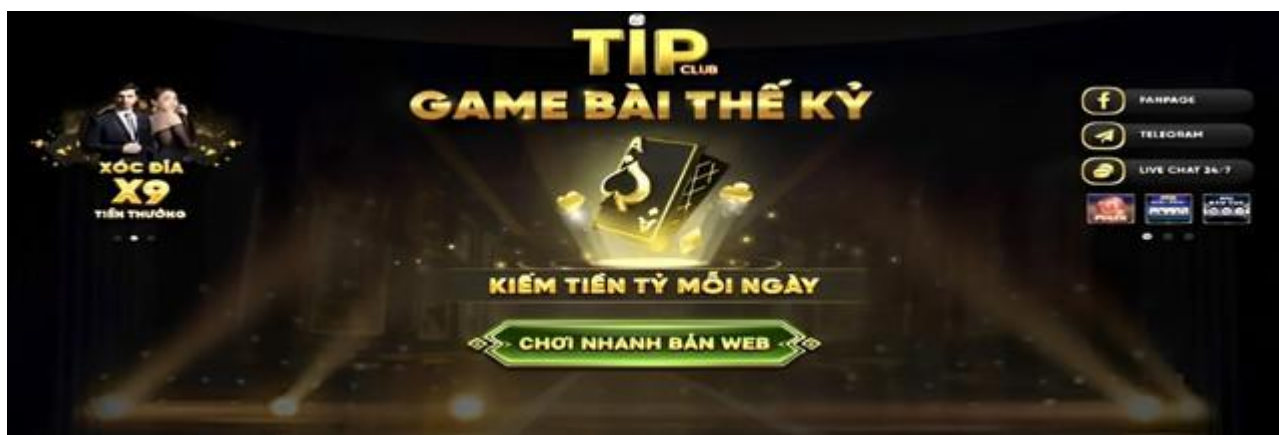 TIP
CLUB
GAME BÀI THẾ KỶ
XÓC ĐĨA
X9
TIỀN THƯỞNG
FANPAGE
TELEGRAM
LIVE CHAT 24/7
A
KIẾM TIỀN TỶ MỖI NGÀY
CHƠI NHANH BẢN WEB